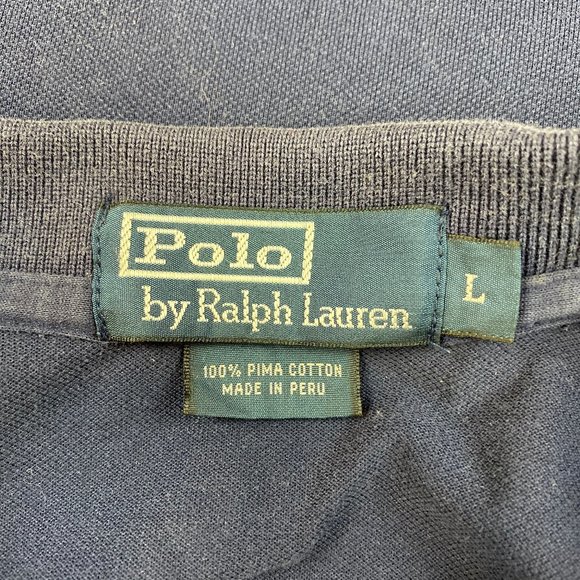 Polo
by Ralph Lauren
L
100% PIMA COTTON
MADE IN PERU